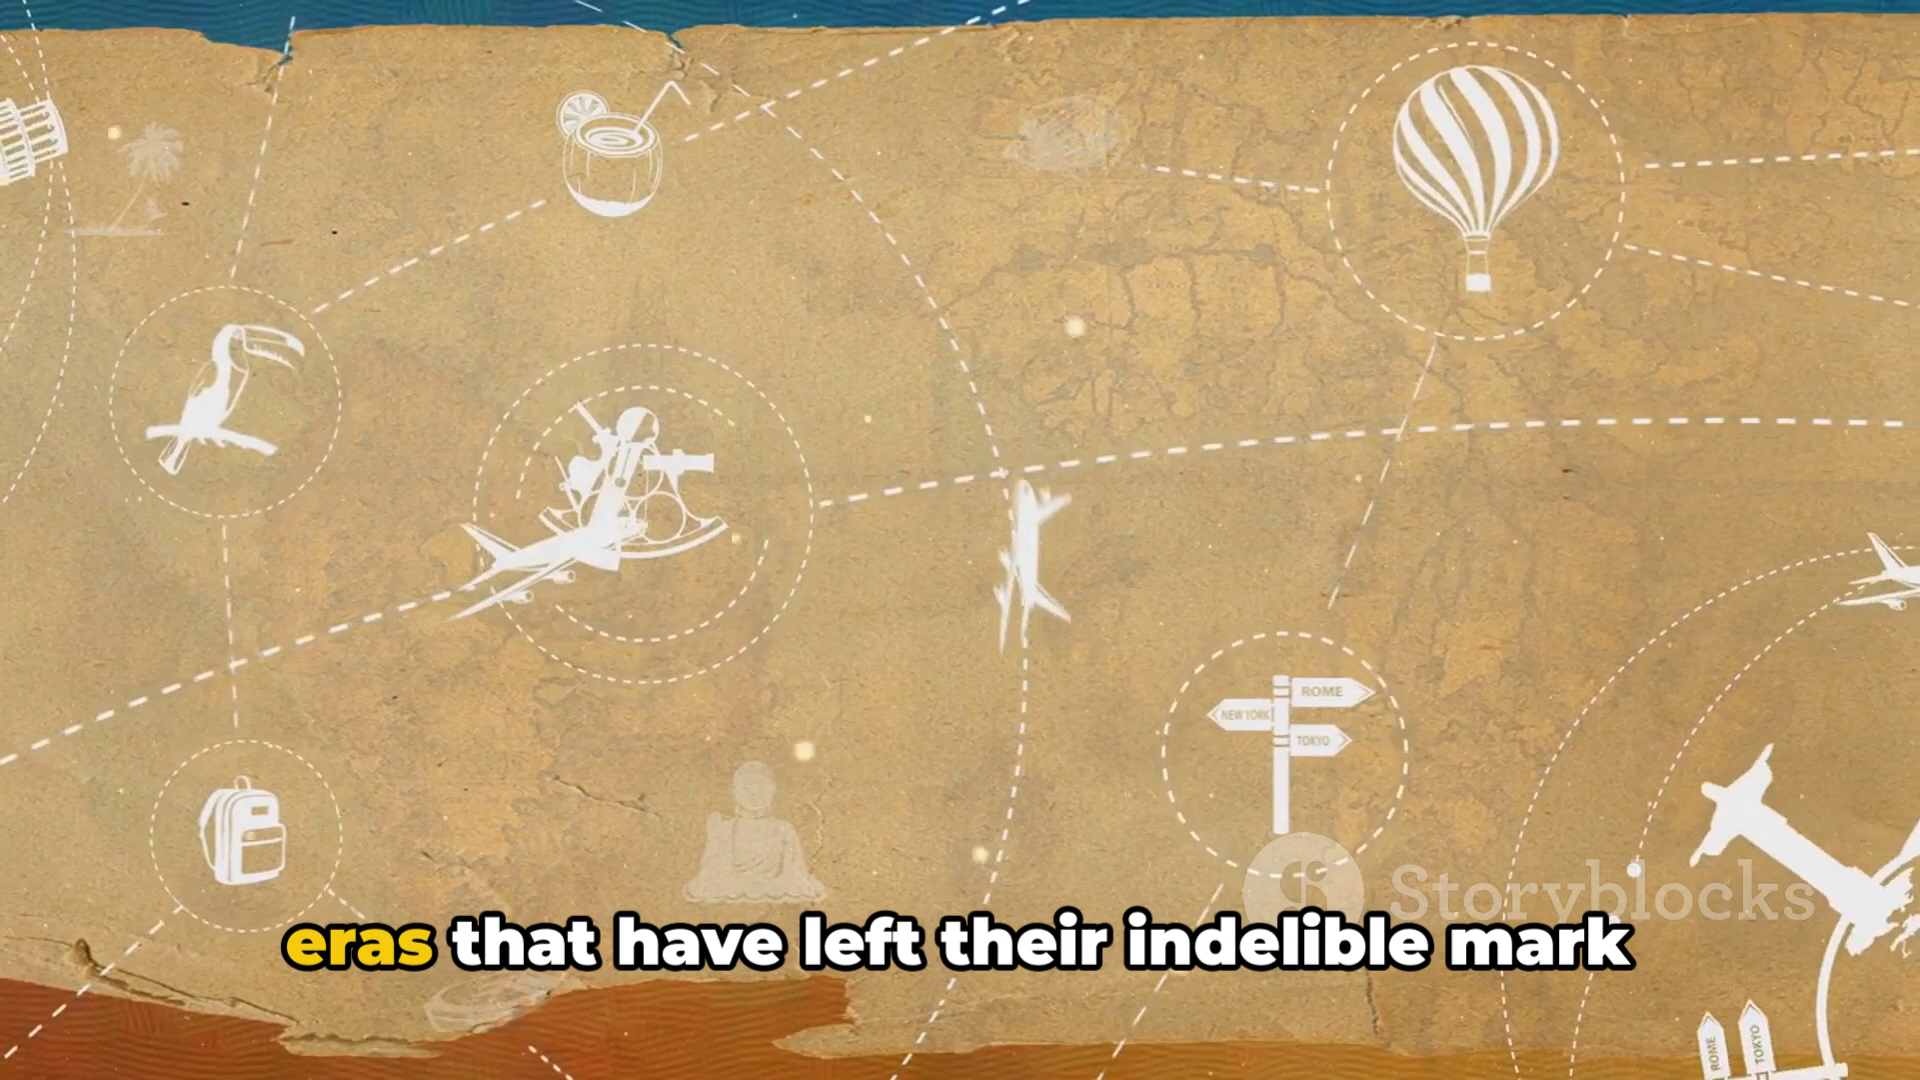 ROME
NEW YORK
TOKYO
Storyblocks
eras that have left their indelible mark
ROME
TOKYO